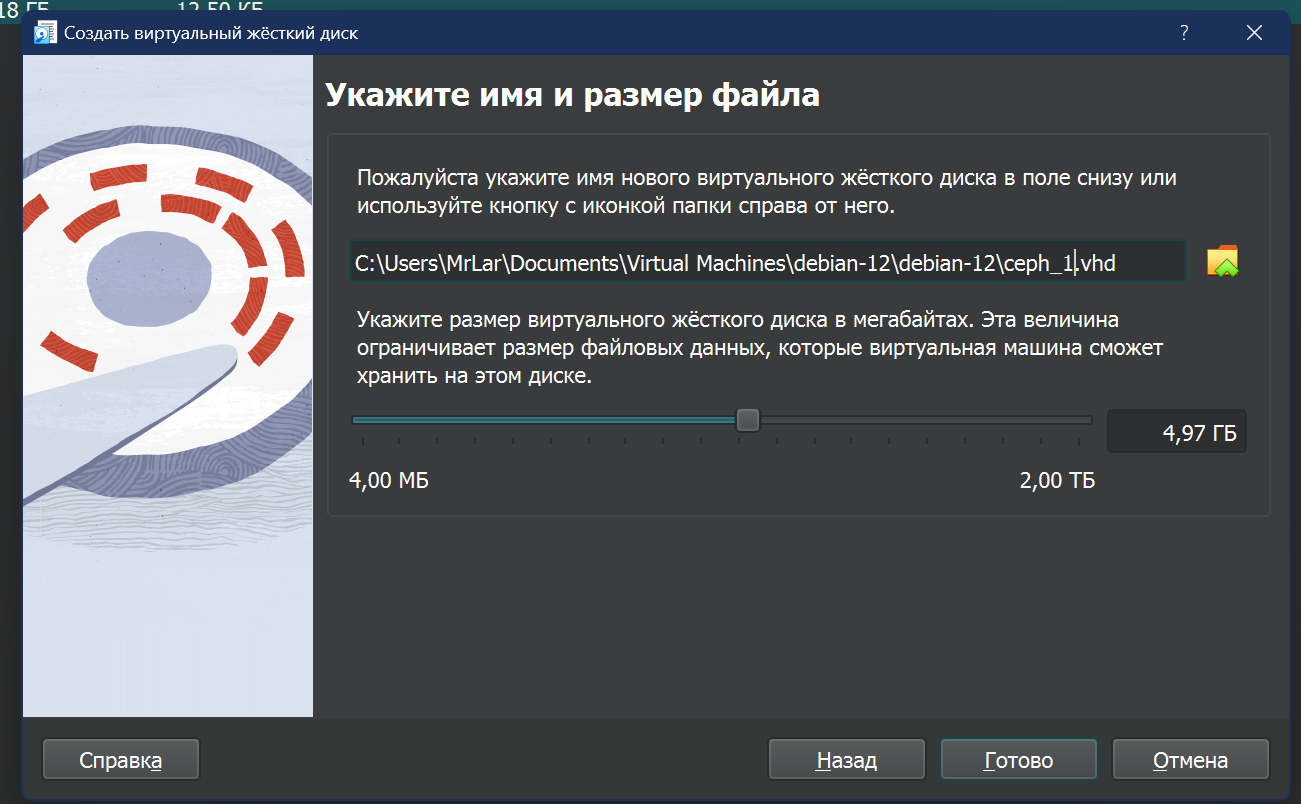 18 ГБ 12,50 КБ
Создать виртуальный жёсткий диск ?
Укажите имя и размер файла
Пожалуйста укажите имя нового виртуального жёсткого диска в поле снизу или
используйте кнопку с иконкой папки справа от него.
C:\Users\MrLar\Documents\Virtual Machines\debian-12\debian-12\ceph_1.vhd
Укажите размер виртуального жёсткого диска в мегабайтах. Эта величина
ограничивает размер файловых данных, которые виртуальная машина сможет
хранить на этом диске.
4,97 ГБ
4,00 МБ 2,00 ТБ
Справка Назад Готово Отмена